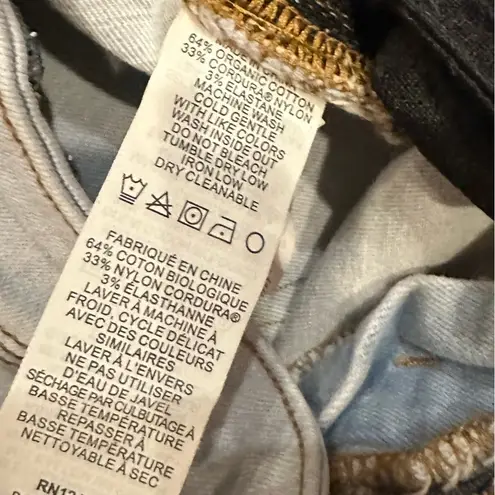 MADE IN
64% ORGANIC COTTON
33% CORDURA® NYLON
3% ELASTANE
MACHINE WASH
COLD GENTLE
WITH LIKE COLORS
WASH INSIDE OUT
DO NOT BLEACH
TUMBLE DRY LOW
IRON LOW
DRY CLEANABLE
FABRIQUÉ EN CHINE
64% COTON BIOLOGIQUE
33% NYLON CORDURA®
3% ÉLASTHANNE
LAVER À MACHINE À
FROID, CYCLE DÉLICAT
AVEC DES COULEURS
SIMILAIRES
LAVER À L'ENVERS
NE PAS UTILISER
D'EAU DE JAVEL
SÉCHAGE PAR CULBUTAGE À
BASSE TEMPÉRATURE
REPASSER À
BASSE TEMPÉRATURE
NETTOYABLE À SEC